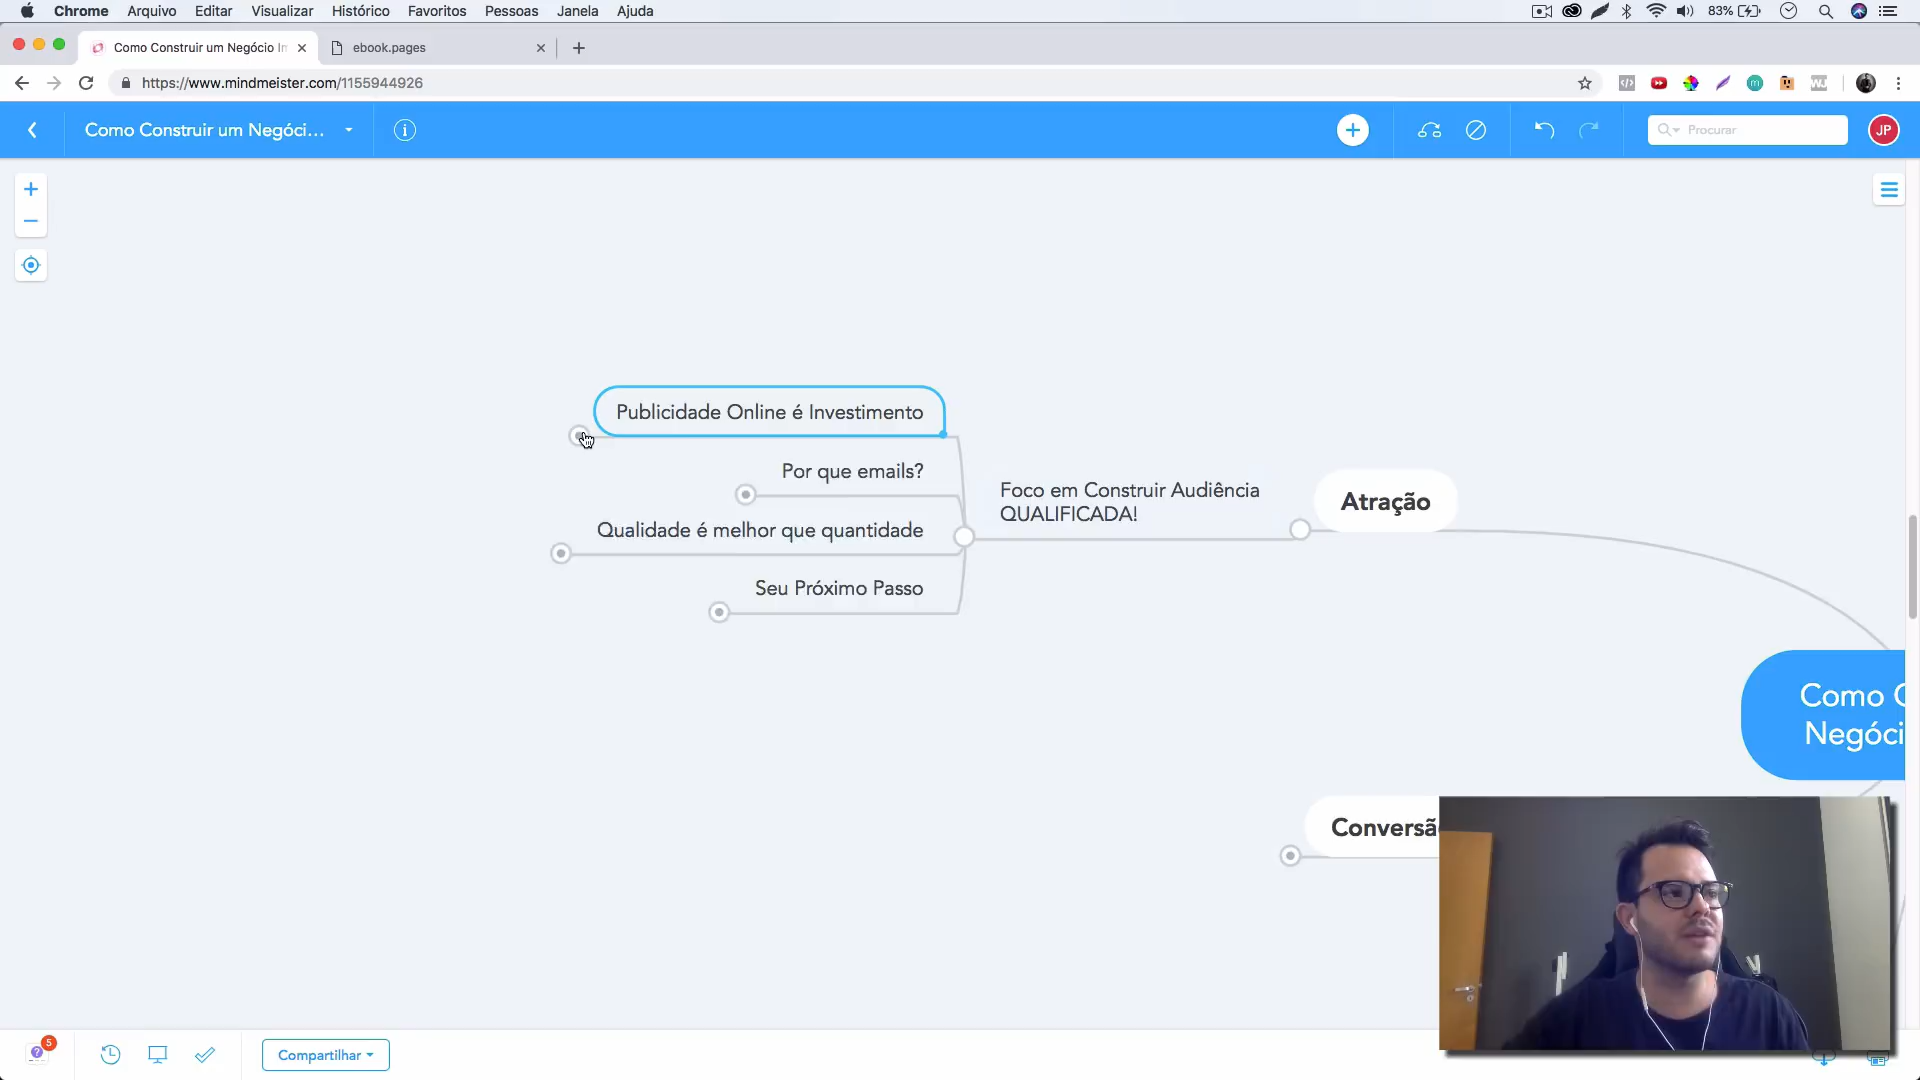 Chrome Arquivo Editar Visualizar Histórico Favoritos Pessoas Janela Ajuda
83%
Como Construir um Negócio In
ebook.pages
https://www.mindmeister.com/1155944926
WJ
m
Como Construir um Negóci...
Procurar
JP
Publicidade Online é Investimento
Por que emails?
Qualidade é melhor que quantidade
Seu Próximo Passo
Foco em Construir Audiência
QUALIFICADA!
Atração
Como C
Negóci
Conversã
5
Compartilhar